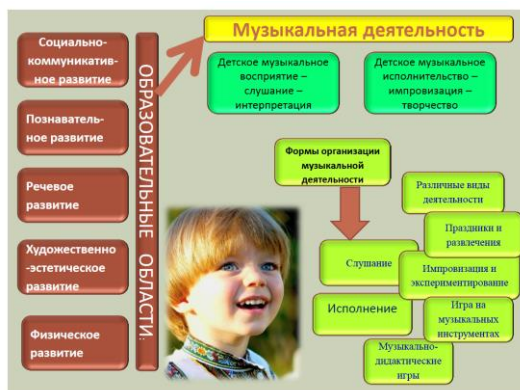 Музыкальная деятельность
Социально-
коммуникатив-
ное развитие
Познаватель-
ное развитие
Речевое
развитие
Художественно
-эстетическое
развитие
Физическое
развитие
ОБРАЗОВАТЕЛЬНЫЕ ОБЛАСТИ:
Детское музыкальное
восприятие –
слушание –
интерпретация
Детское музыкальное
исполнительство –
импровизация –
творчество
Формы организации
музыкальной
деятельности
Различные виды
деятельности
Праздники и
развлечения
Слушание
Импровизация и
экспериментирование
Исполнение
Игра на
музыкальных
инструментах
Музыкально-
дидактические
игры